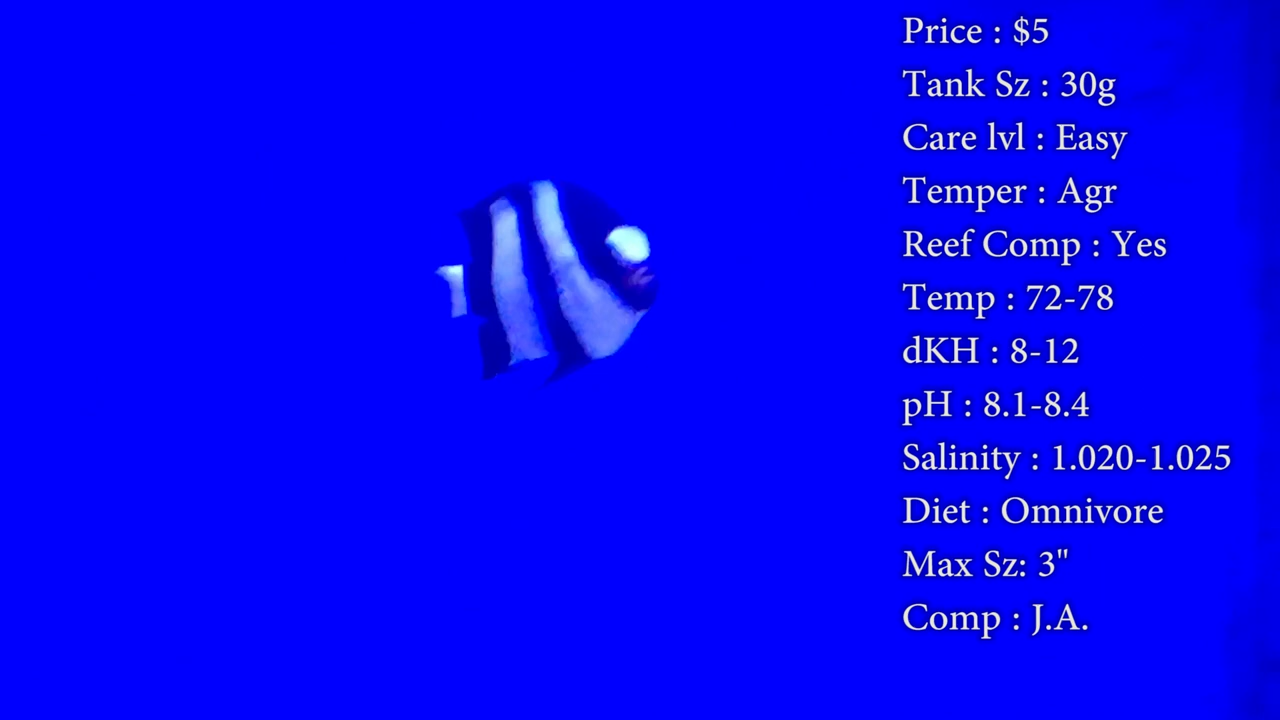 Price : $5
Tank Sz : 30g
Care lvl : Easy
Temper : Agr
Reef Comp : Yes
Temp : 72-78
dKH : 8-12
pH : 8.1-8.4
Salinity : 1.020-1.025
Diet : Omnivore
Max Sz: 3"
Comp : J.A.